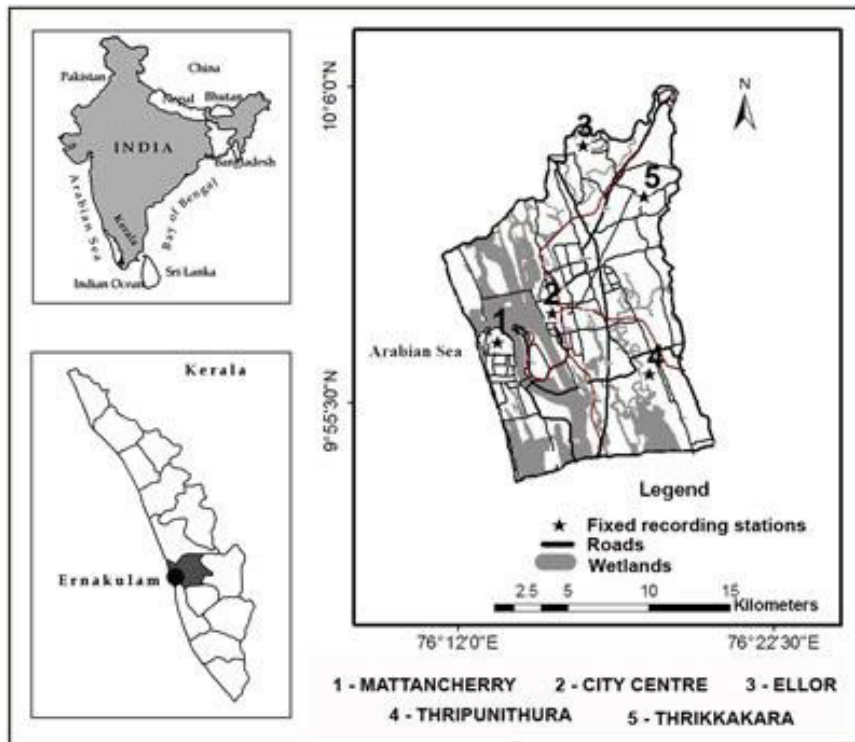 China
Pakistan
Nepal Bhutan
INDIA
Bangladesh
Arabian Sea
Bay of Bengal
Kerala
Sri Lanka
Indian Ocean
Kerala
Ernakulam
10°6'0"N
9°55'30"N
N
3
5
2
1
4
Arabian Sea
Legend
Fixed recording stations
Roads
Wetlands
2.5 5 10 15
Kilometers
76°12'0"E 76°22'30"E
1 - MATTANCHERRY 2 - CITY CENTRE 3 - ELLOR
4 - THRIPUNITHURA 5 - THRIKKAKARA